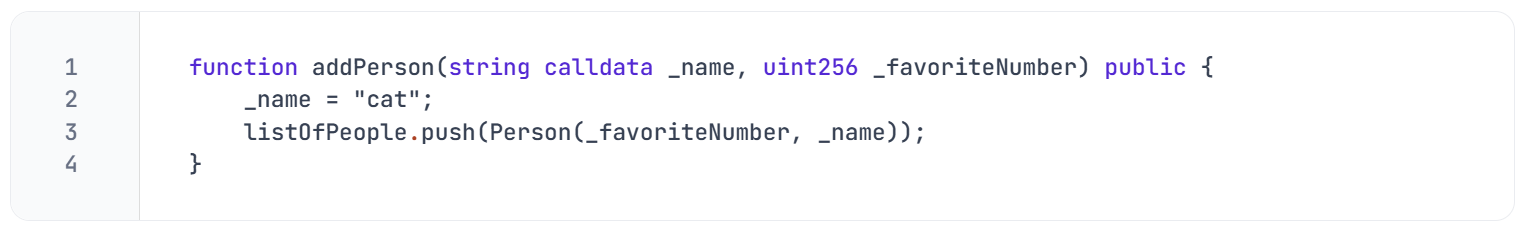 1 function addPerson(string calldata _name, uint256 _favoriteNumber) public {
2     _name = "cat";
3     listOfPeople.push(Person(_favoriteNumber, _name));
4 }